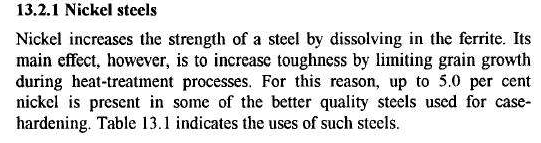 13.2.1 Nickel steels
Nickel increases the strength of a steel by dissolving in the ferrite. Its
main effect, however, is to increase toughness by limiting grain growth
during heat-treatment processes. For this reason, up to 5.0 per cent
nickel is present in some of the better quality steels used for case-
hardening. Table 13.1 indicates the uses of such steels.